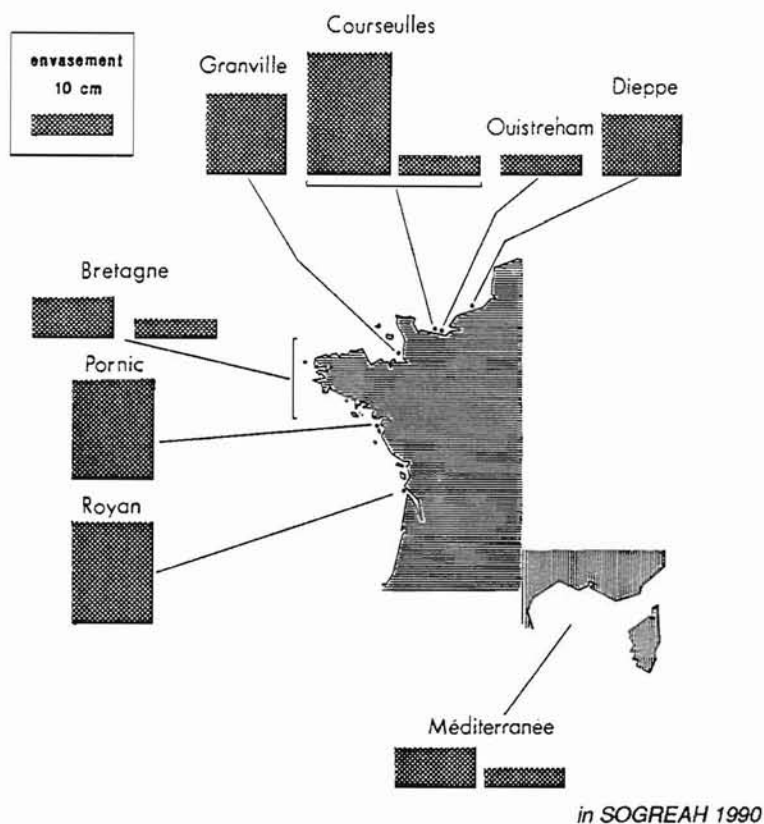 Courseulles
envasement
10 cm
Granville
Dieppe
Ouistreham
Bretagne
Pornic
Royan
Méditerranée
in SOGREAH 1990